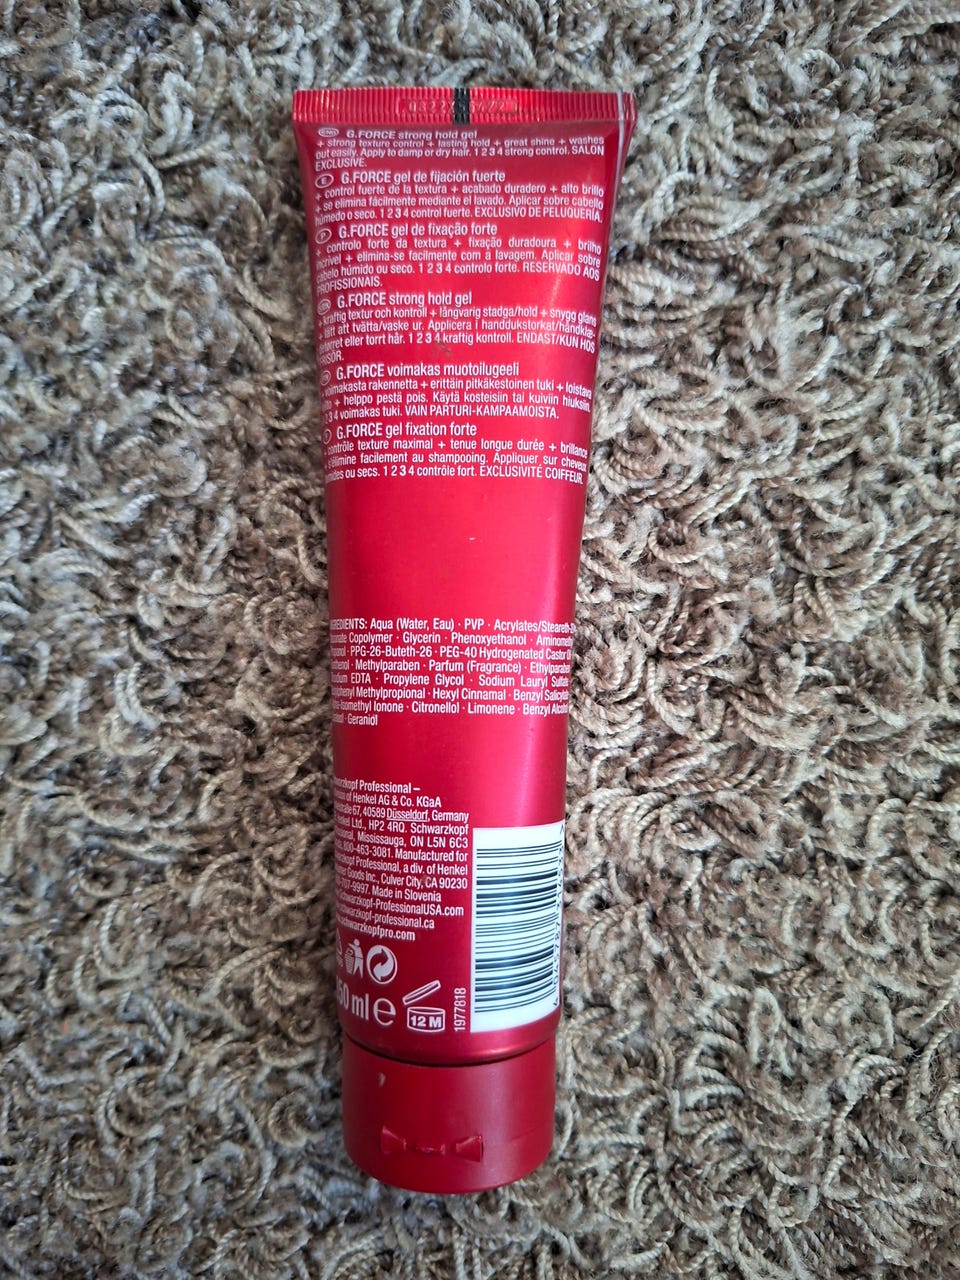 G.FORCE strong hold gel
+ strong texture control + lasting hold + great shine + washes
out easily. Apply to damp or dry hair. 1 2 3 4 strong control. SALON
EXCLUSIVE.
E G.FORCE gel de fijación fuerte
+ control fuerte de la textura + acabado duradero + alto brillo
+ se elimina fácilmente mediante el lavado. Aplicar sobre cabello
húmedo o seco. 1 2 3 4 control fuerte. EXCLUSIVO DE PELUQUERÍA.
P G.FORCE gel de fixação forte
+ controlo forte da textura + fixação duradoura + brilho
incrível + elimina-se facilmente com a lavagem. Aplicar sobre
cabelo húmido ou seco. 1 2 3 4 controlo forte. RESERVADO AOS
PROFISSIONAIS.
G.FORCE strong hold gel
+ kraftig textur och kontroll + långvarig stadga/hold + snygg glans
+ lätt att tvätta/vaske ur. Applicera i handdukstorkat/håndklæ-
eller torrt hår. 1 2 3 4 kraftig kontroll. ENDAST/KUN HOS
FRISÖR.
G.FORCE voimakas muotoilugeeli
voimakasta rakennetta + erittäin pitkäkestoinen tuki + loistava
+ helppo pestä pois. Käytä kosteisiin tai kuiviin hiuksiin.
2 3 4 voimakas tuki. VAIN PARTURI-KAMPAAMOISTA.
G.FORCE gel fixation forte
contrôle texture maximal + tenue longue durée + brillance
s'élimine facilement au shampooing. Appliquer sur cheveux
ou secs. 1 2 3 4 contrôle fort. EXCLUSIVITÉ COIFFEUR.
INGREDIENTS: Aqua (Water, Eau) · PVP · Acrylates/Steareth-20
Copolymer · Glycerin · Phenoxyethanol · Aminomethyl
· PPG-26-Buteth-26 · PEG-40 Hydrogenated Castor Oil
· Methylparaben · Parfum (Fragrance) · Ethylparaben
EDTA · Propylene Glycol · Sodium Lauryl Sulfate
Methylpropional · Hexyl Cinnamal · Benzyl Salicylate
-Isomethyl Ionone · Citronellol · Limonene · Benzyl Alcohol
· Geraniol
Schwarzkopf Professional –
of Henkel AG & Co. KGaA
67, 40589 Düsseldorf, Germany
Henkel Ltd., HP2 4RQ. Schwarzkopf
Mississauga, ON L5N 6C3
800-463-3081. Manufactured for
Schwarzkopf Professional, a div. of Henkel
Goods Inc., Culver City, CA 90230
-707-9997. Made in Slovenia
Schwarzkopf-ProfessionalUSA.com
schwarzkopf-professional.ca
schwarzkopfpro.com
ml e
12 M
1977818